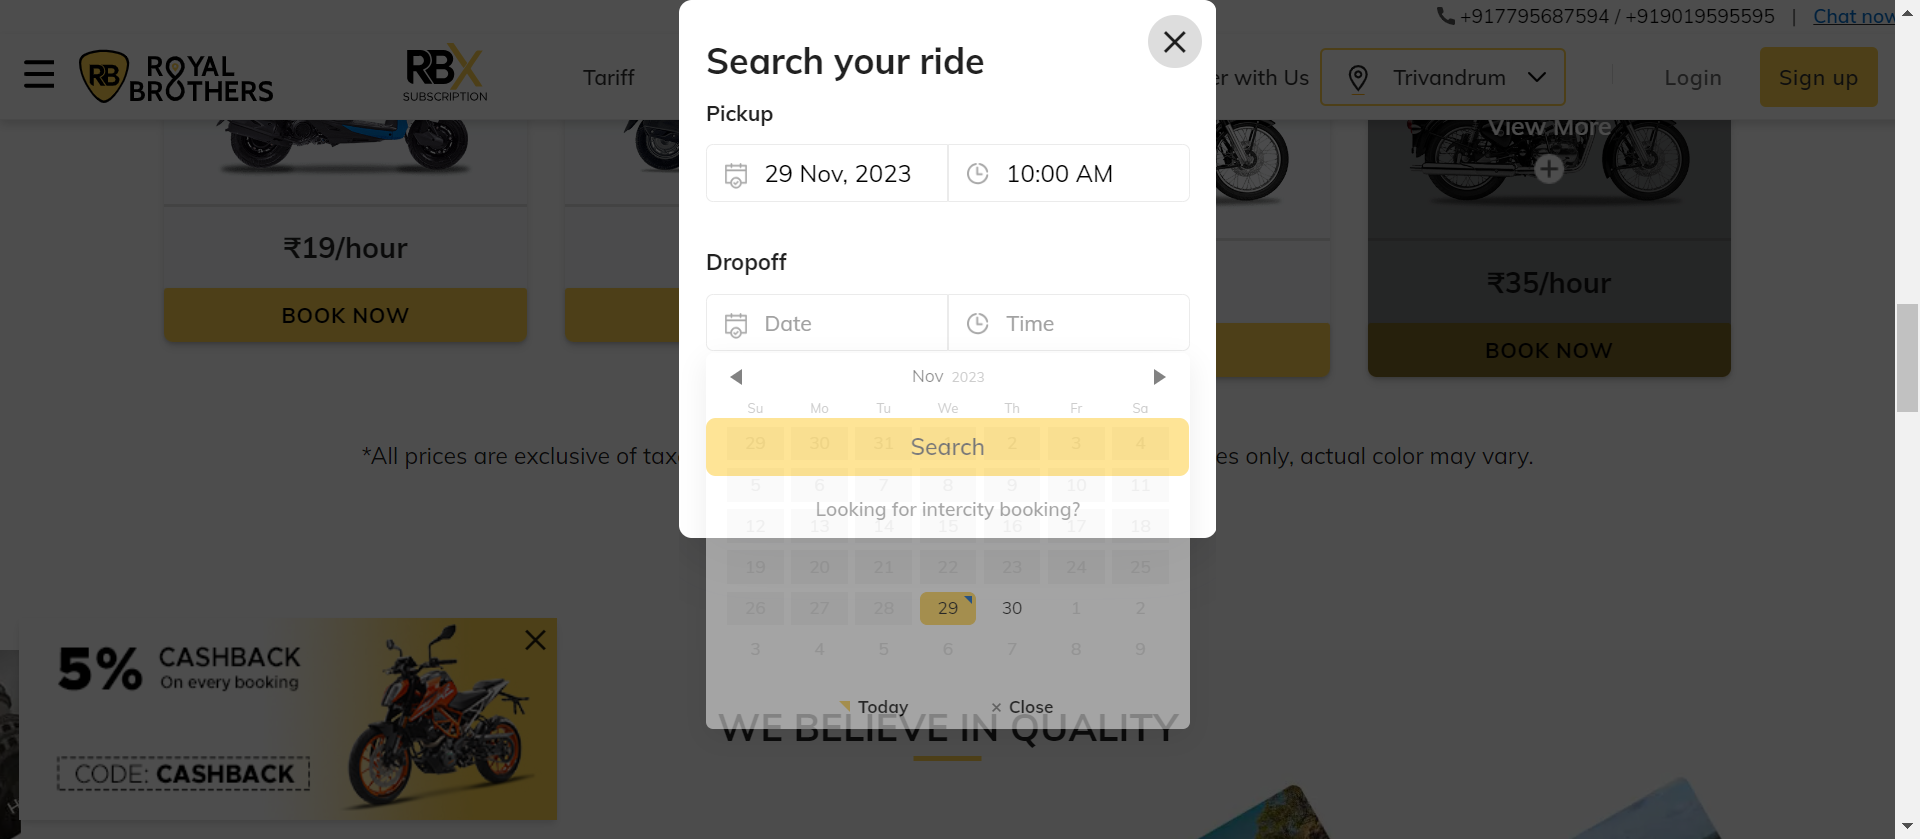 +917795687594 / +919019595595 | Chat now
ROYAL
BROTHERS
RBX
SUBSCRIPTION
Tariff
er with Us
Trivandrum
Login
Sign up
Search your ride
Pickup
29 Nov, 2023
10:00 AM
View More
Dropoff
Date
Time
₹19/hour
BOOK NOW
₹35/hour
BOOK NOW
Nov 2023
Su Mo Tu We Th Fr Sa
29 30 31 1 2 3 4
Search
5 6 7 8 9 10 11
Looking for intercity booking?
12 13 14 15 16 17 18
19 20 21 22 23 24 25
26 27 28 29 30 1 2
3 4 5 6 7 8 9
Today
× Close
*All prices are exclusive of tax
es only, actual color may vary.
5% CASHBACK
On every booking
CODE: CASHBACK
WE BELIEVE IN QUALITY